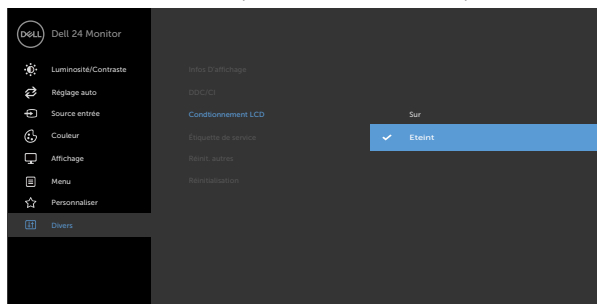 DELL Dell 24 Monitor
Luminosité/Contraste
Réglage auto
Source entrée
Couleur
Affichage
Menu
Personnaliser
Divers
Infos D'affichage
DDC/CI
Condtionnement LCD
Étiquette de service
Réinit. autres
Réinitialisation
Sur
Eteint